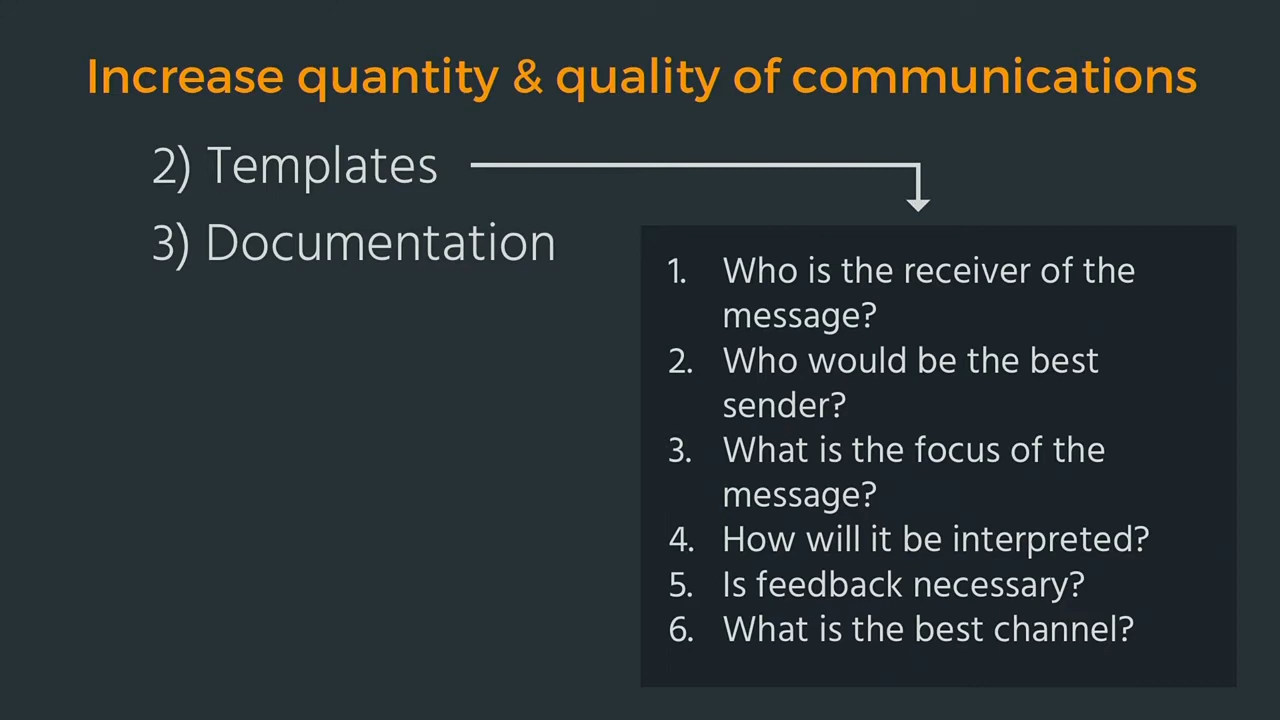 Increase quantity & quality of communications
2) Templates
3) Documentation
1. Who is the receiver of the
message?
2. Who would be the best
sender?
3. What is the focus of the
message?
4. How will it be interpreted?
5. Is feedback necessary?
6. What is the best channel?